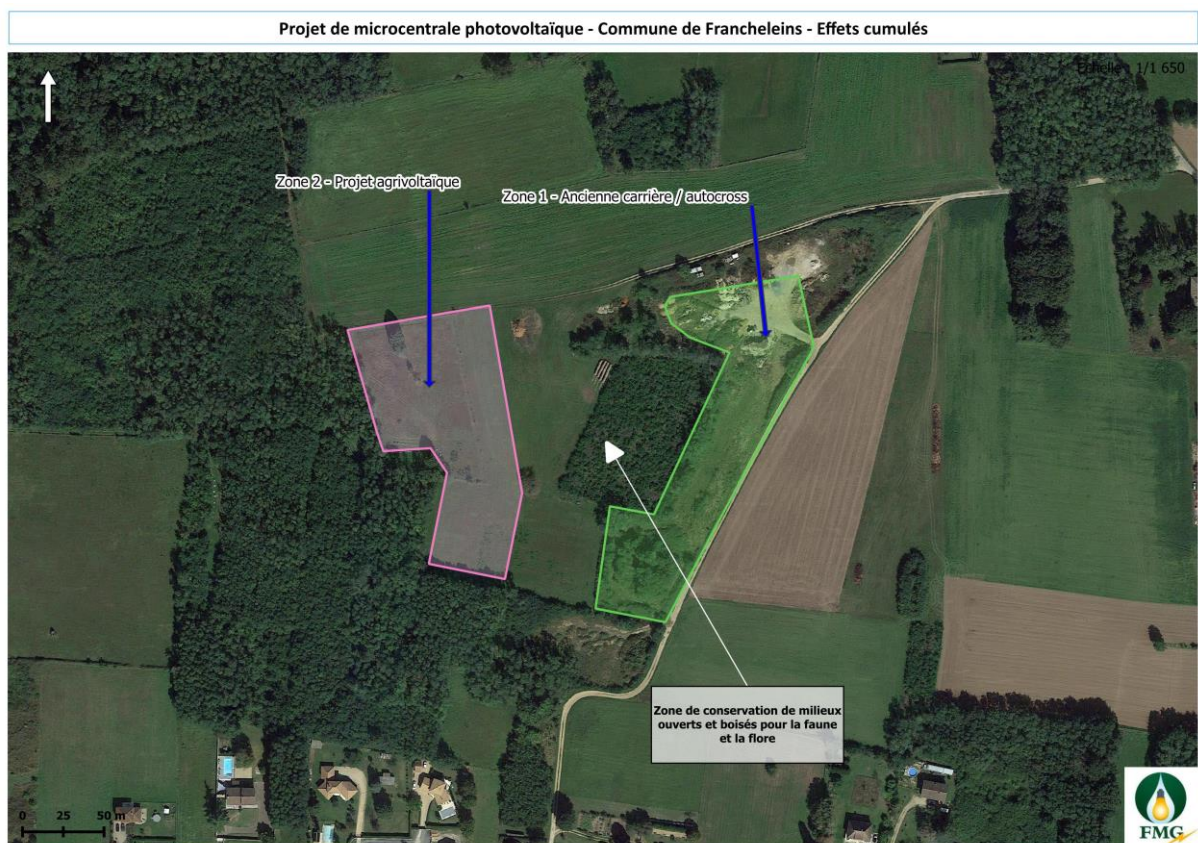 Projet de microcentrale photovoltaïque - Commune de Francheleins - Effets cumulés
Echelle : 1/1 650
Zone 2 - Projet agrivoltaïque
Zone 1 - Ancienne carrière / autocross
Zone de conservation de milieux
ouverts et boisés pour la faune
et la flore
0 25 50 m
FMG